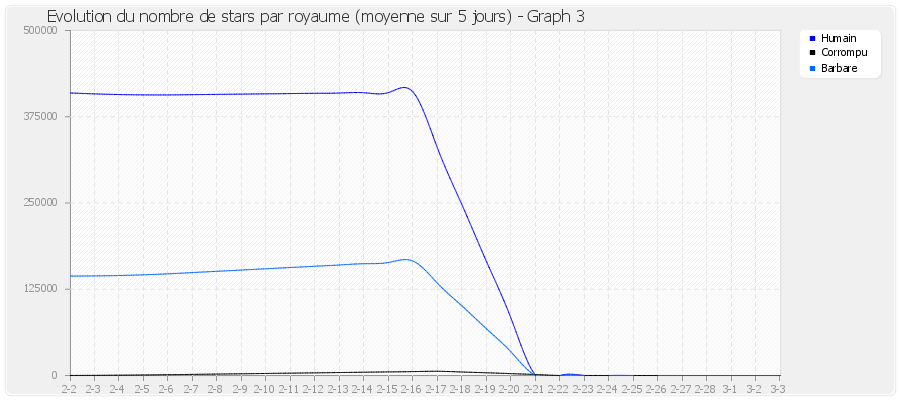 Evolution du nombre de stars par royaume (moyenne sur 5 jours) - Graph 3
500000
375000
250000
125000
0
2-2 2-3 2-4 2-5 2-6 2-7 2-8 2-9 2-10 2-11 2-12 2-13 2-14 2-15 2-16 2-17 2-18 2-19 2-20 2-21 2-22 2-23 2-24 2-25 2-26 2-27 2-28 3-1 3-2 3-3
Humain
Corrompu
Barbare